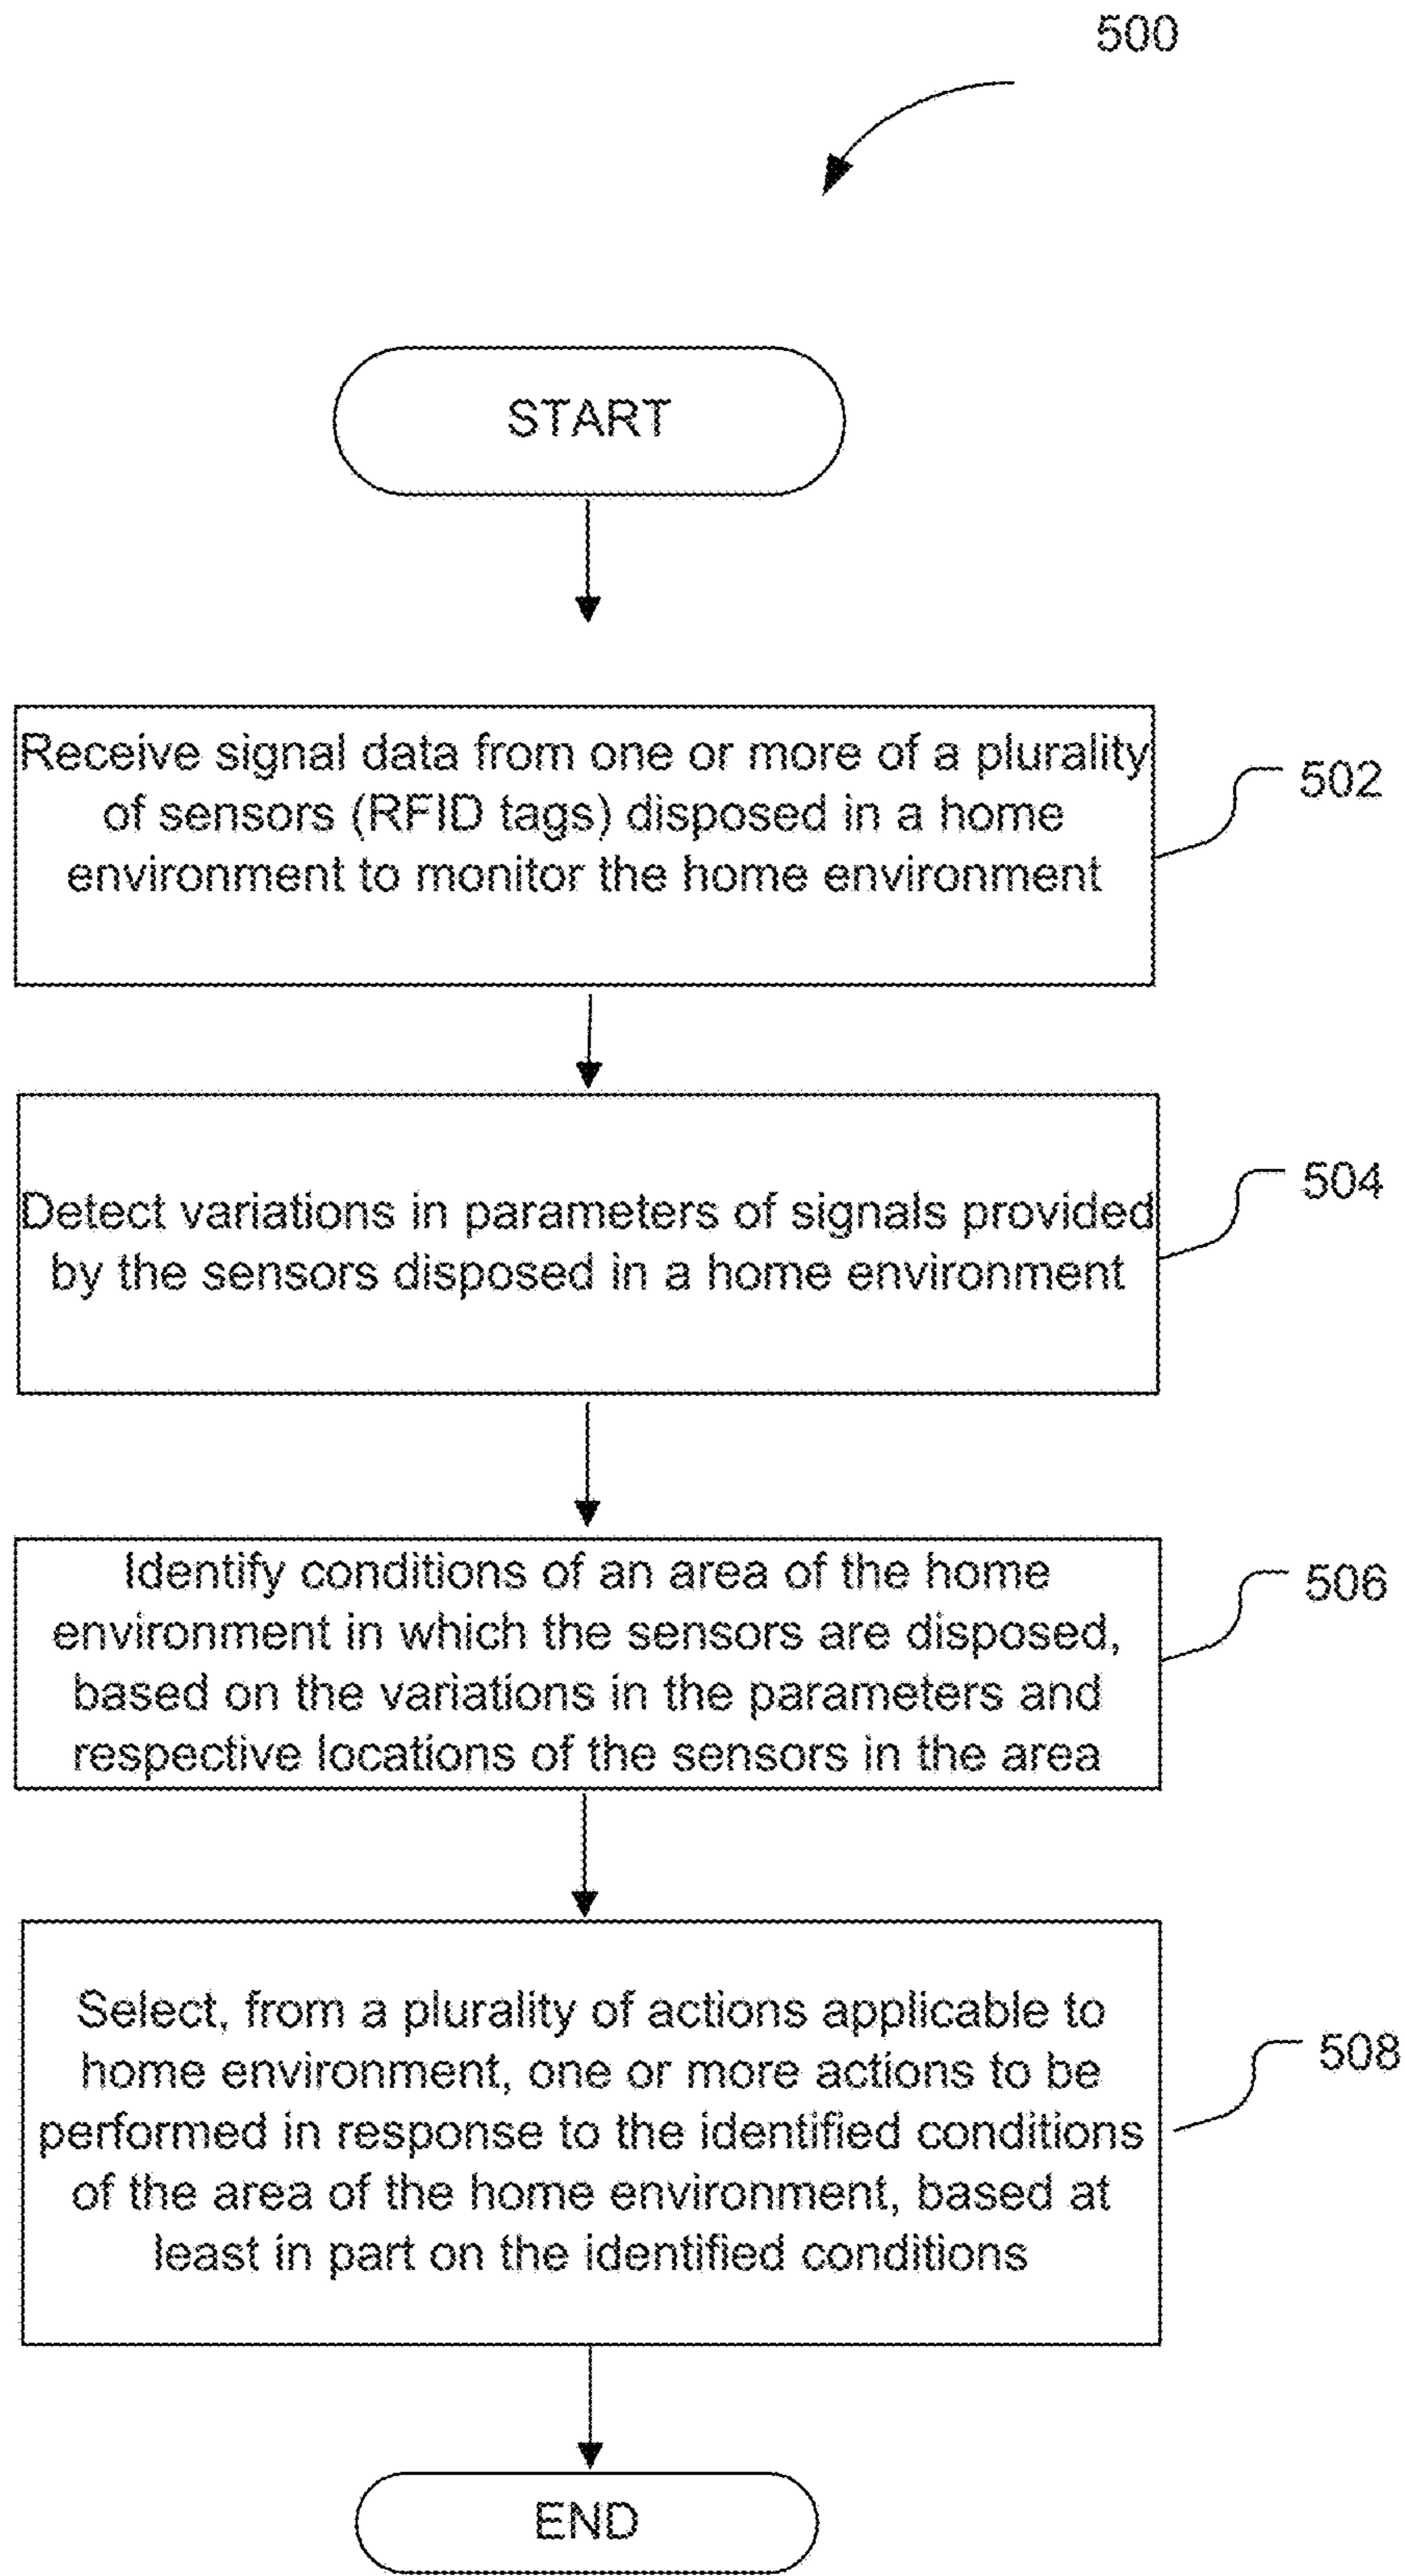 500
START
Receive signal data from one or more of a plurality
of sensors (RFID tags) disposed in a home
environment to monitor the home environment
502
Detect variations in parameters of signals provided
by the sensors disposed in a home environment
504
Identify conditions of an area of the home
environment in which the sensors are disposed,
based on the variations in the parameters and
respective locations of the sensors in the area
506
Select, from a plurality of actions applicable to
home environment, one or more actions to be
performed in response to the identified conditions
of the area of the home environment, based at
least in part on the identified conditions
508
END